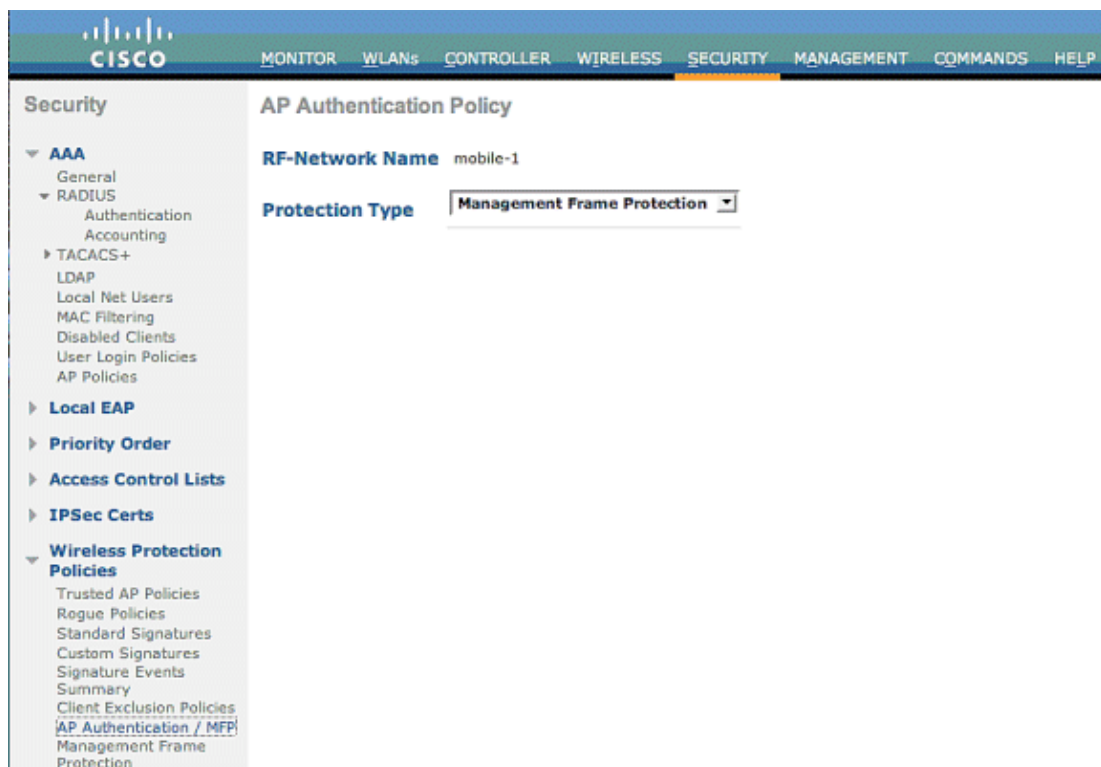 CISCO
MONITOR WLANs CONTROLLER WIRELESS SECURITY MANAGEMENT COMMANDS HELP
Security
AAA
General
RADIUS
Authentication
Accounting
TACACS+
LDAP
Local Net Users
MAC Filtering
Disabled Clients
User Login Policies
AP Policies
Local EAP
Priority Order
Access Control Lists
IPSec Certs
Wireless Protection
Policies
Trusted AP Policies
Rogue Policies
Standard Signatures
Custom Signatures
Signature Events
Summary
Client Exclusion Policies
AP Authentication / MFP
Management Frame
Protection
AP Authentication Policy
RF-Network Name mobile-1
Protection Type Management Frame Protection